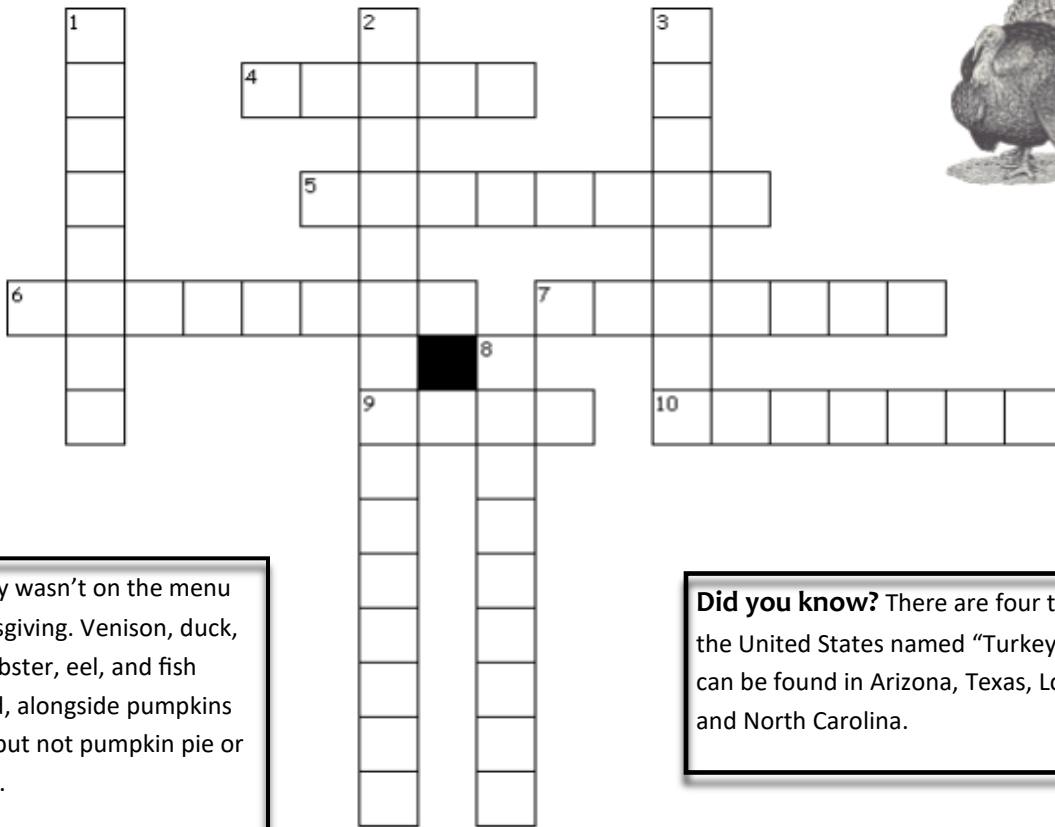 1
2
3
4
5
6
7
8
9
10
y wasn't on the menu
sgiving. Venison, duck,
bster, eel, and fish
l, alongside pumpkins
but not pumpkin pie or
.
Did you know? There are four t
the United States named “Turkey
can be found in Arizona, Texas, Lo
and North Carolina.